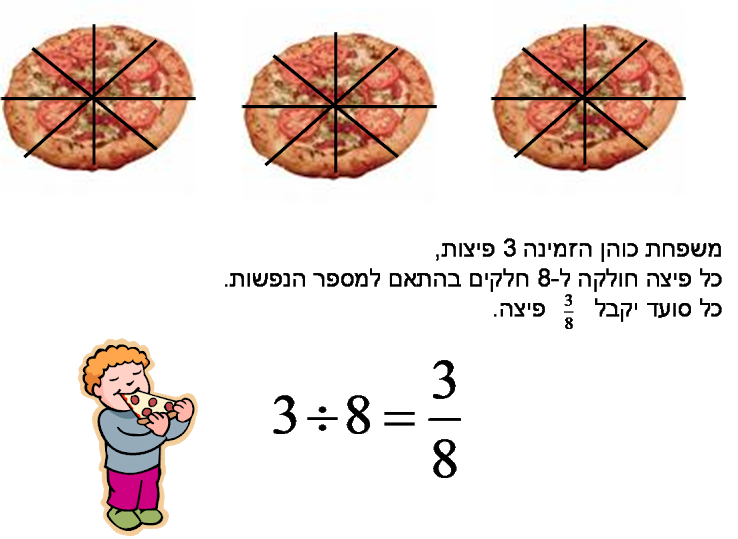 משפחת כוהן הזמינה 3 פיצות,
כל פיצה חולקה ל-8 חלקים בהתאם למספר הנפשות.
כל סועד יקבל 3/8 פיצה.
3÷8=3/8